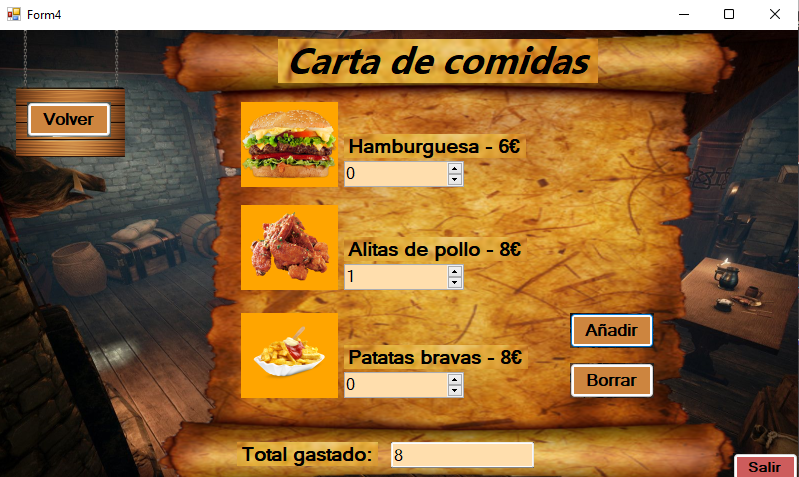 Form4
Carta de comidas
Volver
Hamburguesa - 6€
0
Alitas de pollo - 8€
1
Añadir
Patatas bravas - 8€
0
Borrar
Total gastado: 8
Salir